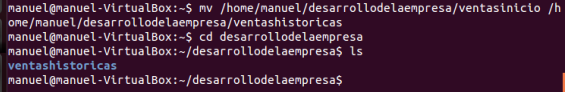 manuel@manuel-VirtualBox:~$ mv /home/manuel/desarrollodelaempresa/ventasinicio /h
ome/manuel/desarrollodelaempresa/ventashistoricas
manuel@manuel-VirtualBox:~$ cd desarrollodelaempresa
manuel@manuel-VirtualBox:~/desarrollodelaempresa$ ls
ventashistoricas
manuel@manuel-VirtualBox:~/desarrollodelaempresa$